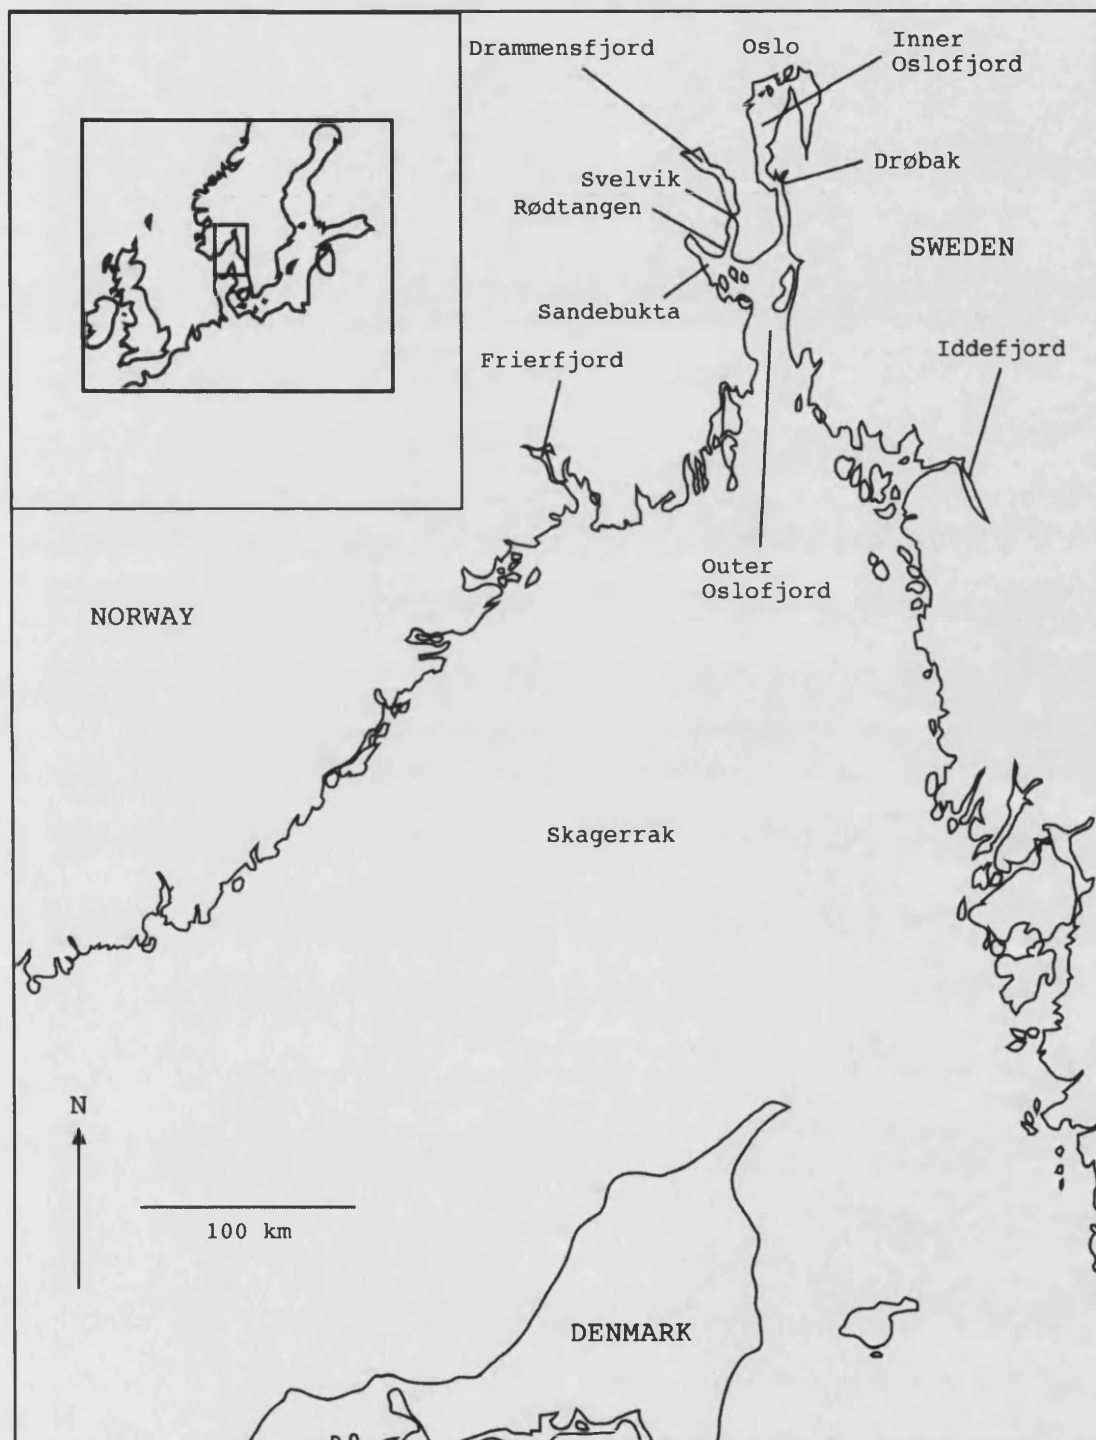 Drammensfjord
Oslo
Inner
Oslofjord
Drøbak
Svelvik
Rødtangen
SWEDEN
Sandebukta
Frierfjord
Iddefjord
Outer
Oslofjord
NORWAY
Skagerrak
N
100 km
DENMARK